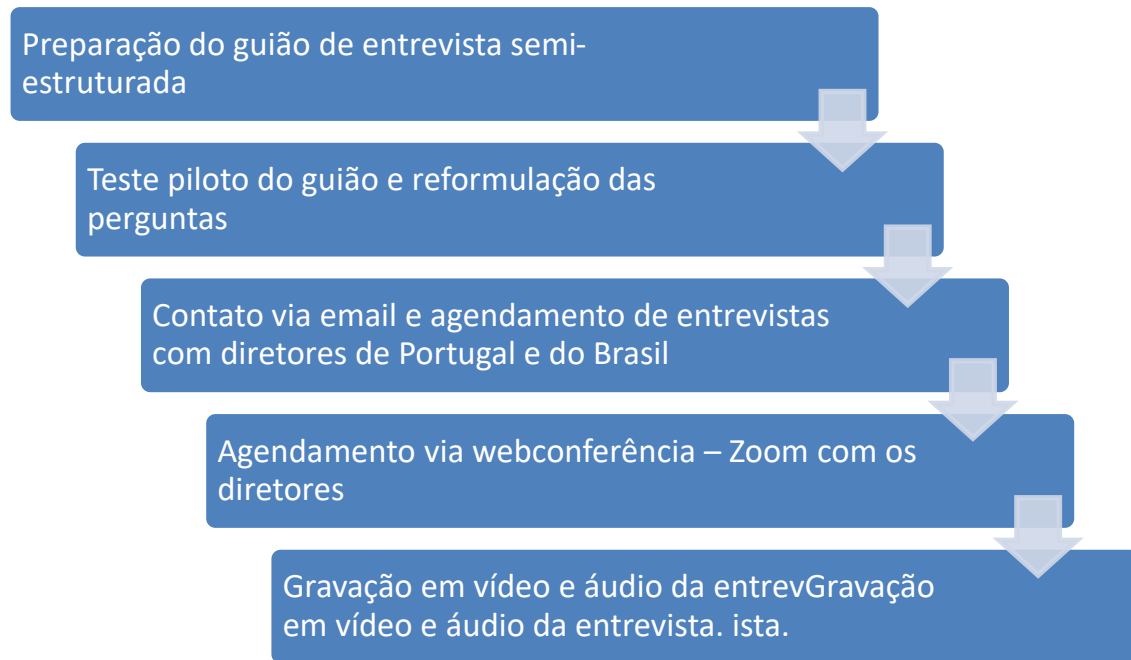 Preparação do guião de entrevista semi-
estruturada
Teste piloto do guião e reformulação das
perguntas
Contato via email e agendamento de entrevistas
com diretores de Portugal e do Brasil
Agendamento via webconferência – Zoom com os
diretores
Gravação em vídeo e áudio da entrevGravação
em vídeo e áudio da entrevista. ista.